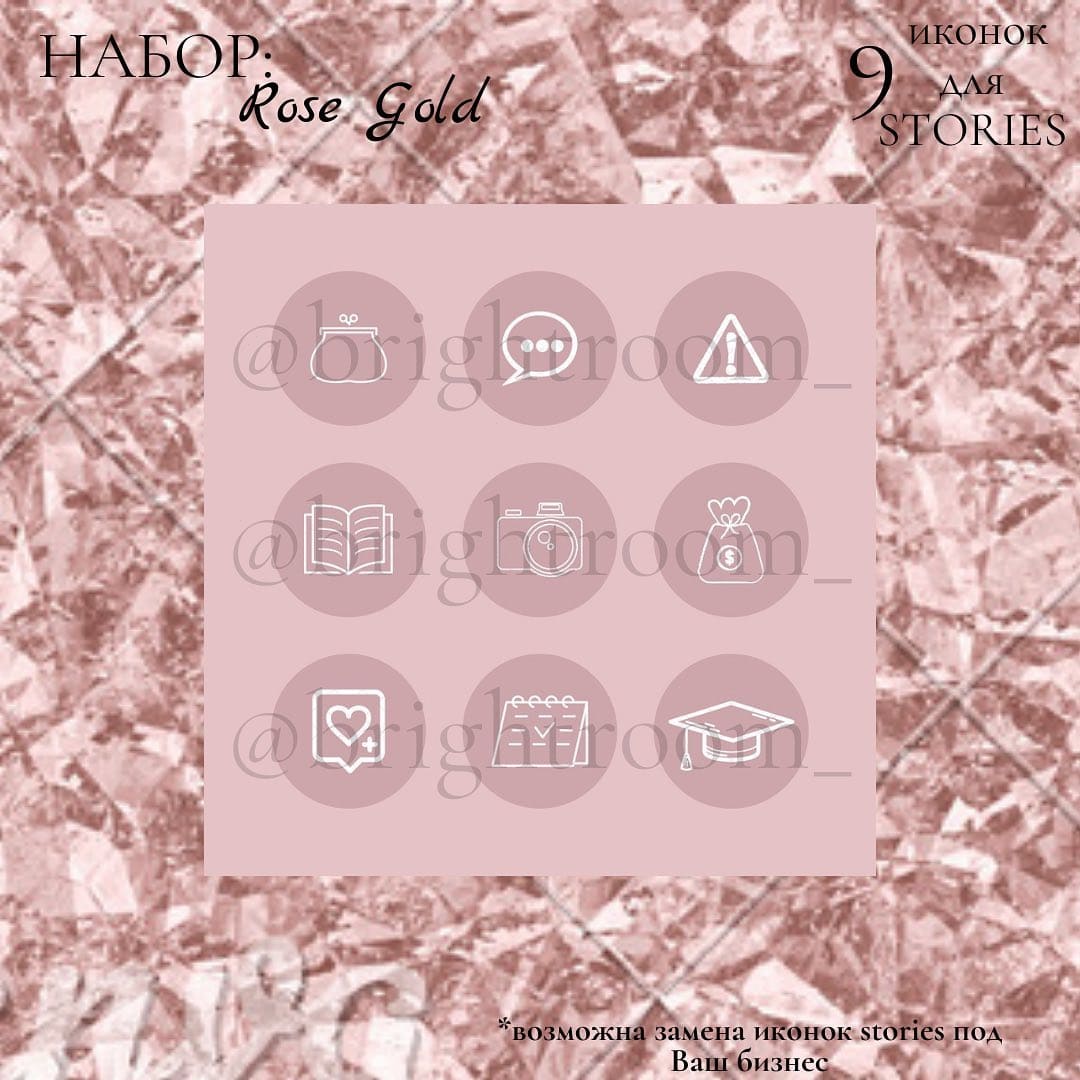 НАБОР:
Rose Gold
9
иконок
для
STORIES
@brightroom_
@brightroom_
$
@brightroom_
*возможна замена иконок stories под
Ваш бизнес